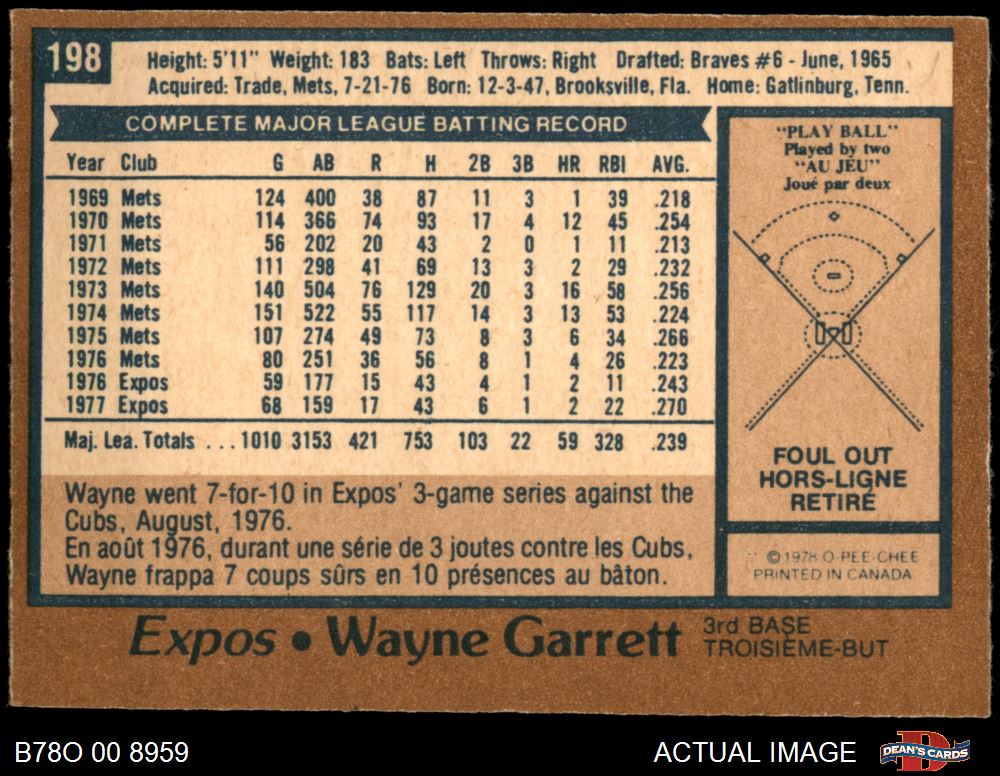 198
Height: 5'11" Weight: 183 Bats: Left Throws: Right Drafted: Braves #6 - June, 1965
Acquired: Trade, Mets, 7-21-76 Born: 12-3-47, Brooksville, Fla. Home: Gatlinburg, Tenn.
COMPLETE MAJOR LEAGUE BATTING RECORD
Year Club G AB R H 2B 3B HR RBI AVG.
1969 Mets 124 400 38 87 11 3 1 39 .218
1970 Mets 114 366 74 93 17 4 12 45 .254
1971 Mets 56 202 20 43 2 0 1 11 .213
1972 Mets 111 298 41 69 13 3 2 29 .232
1973 Mets 140 504 76 129 20 3 16 58 .256
1974 Mets 151 522 55 117 14 3 13 53 .224
1975 Mets 107 274 49 73 8 3 6 34 .266
1976 Mets 80 251 36 56 8 1 4 26 .223
1976 Expos 59 177 15 43 4 1 2 11 .243
1977 Expos 68 159 17 43 6 1 2 22 .270
Maj. Lea. Totals ... 1010 3153 421 753 103 22 59 328 .239
Wayne went 7-for-10 in Expos' 3-game series against the
Cubs, August, 1976.
En août 1976, durant une série de 3 joutes contre les Cubs,
Wayne frappa 7 coups sûrs en 10 présences au bâton.
"PLAY BALL"
Played by two
"AU JEU"
Joué par deux
FOUL OUT
HORS-LIGNE
RETIRÉ
©1978 O-PEE-CHEE
PRINTED IN CANADA
Expos • Wayne Garrett 3rd BASE
TROISIÈME-BUT
B78O 00 8959
ACTUAL IMAGE
DEAN'S CARDS